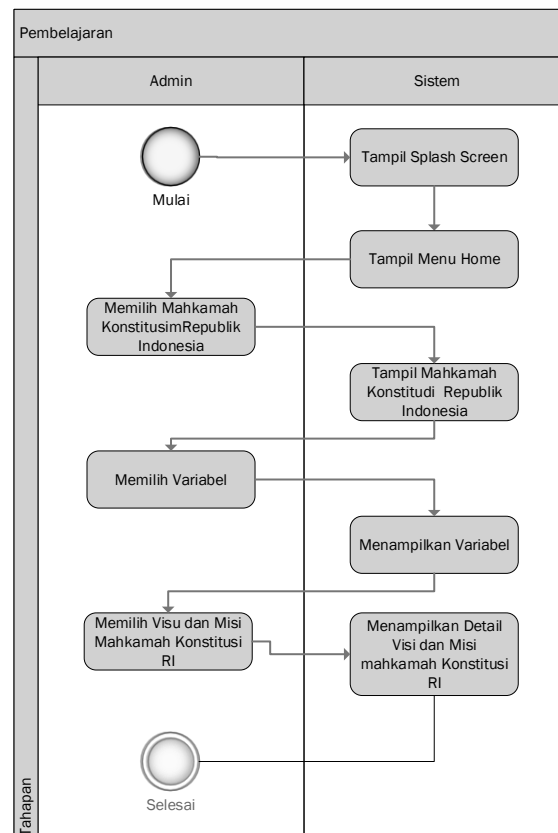 Pembelajaran
Admin
Sistem
Mulai
Tampil Splash Screen
Tampil Menu Home
Memilih Mahkamah
KonstitusimRepublik
Indonesia
Tampil Mahkamah
Konstitudi Republik
Indonesia
Memilih Variabel
Menampilkan Variabel
Memilih Visu dan Misi
Mahkamah Konstitusi
RI
Menampilkan Detail
Visi dan Misi
mahkamah Konstitusi
RI
Selesai
Tahapan